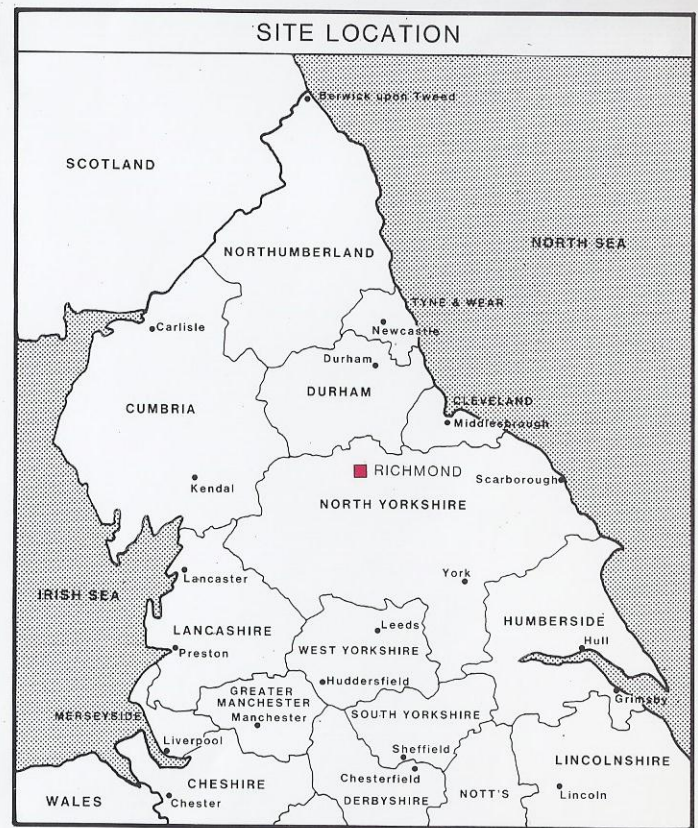 SITE LOCATION
Berwick upon Tweed
SCOTLAND
NORTH SEA
NORTHUMBERLAND
TYNE & WEAR
Carlisle
Newcastle
Durham
DURHAM
CLEVELAND
CUMBRIA
Middlesbrough
RICHMOND
Scarborough
Kendal
NORTH YORKSHIRE
York
Lancaster
IRISH SEA
HUMBERSIDE
Leeds
LANCASHIRE
Hull
WEST YORKSHIRE
Preston
Huddersfield
GREATER
MANCHESTER
Grimsby
MERSEYSIDE
Manchester
SOUTH YORKSHIRE
Liverpool
Sheffield
LINCOLNSHIRE
Chesterfield
CHESHIRE
NOTT'S
Lincoln
WALES
Chester
DERBYSHIRE